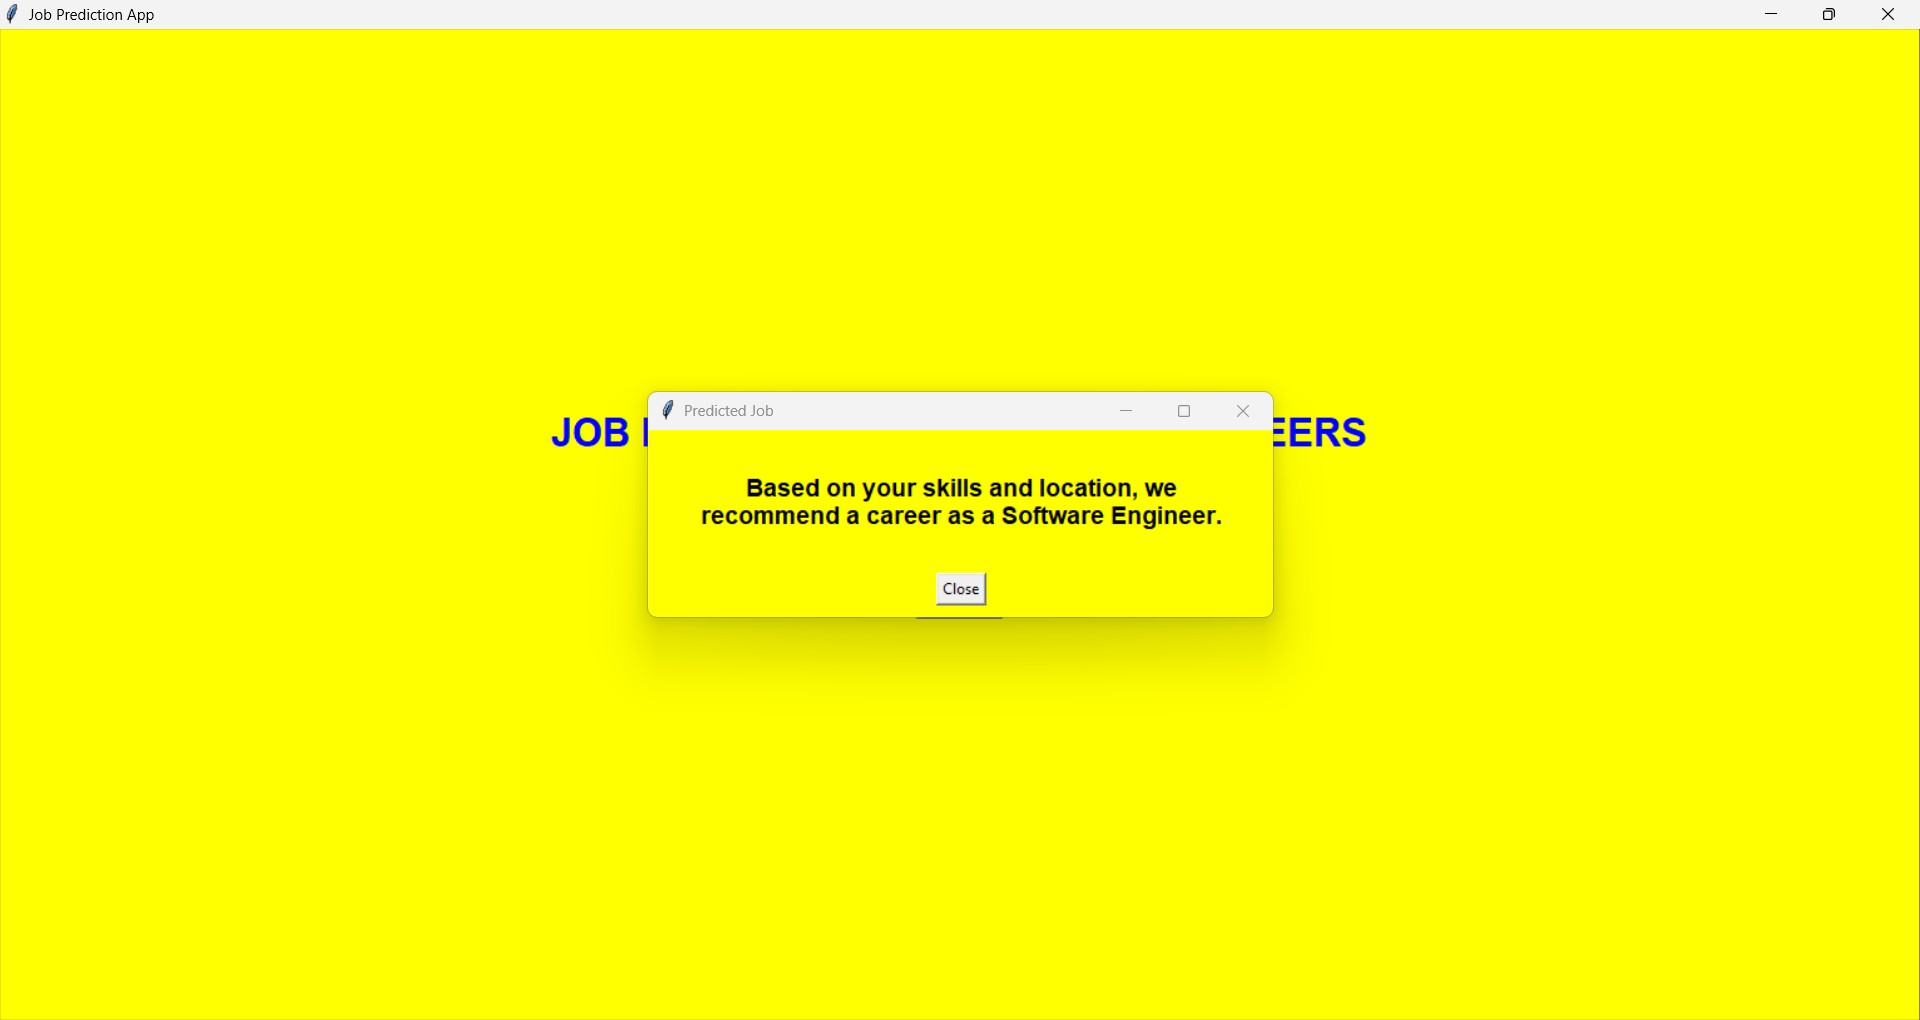 Job Prediction App
Predicted Job
JOB
EERS
Based on your skills and location, we
recommend a career as a Software Engineer.
Close